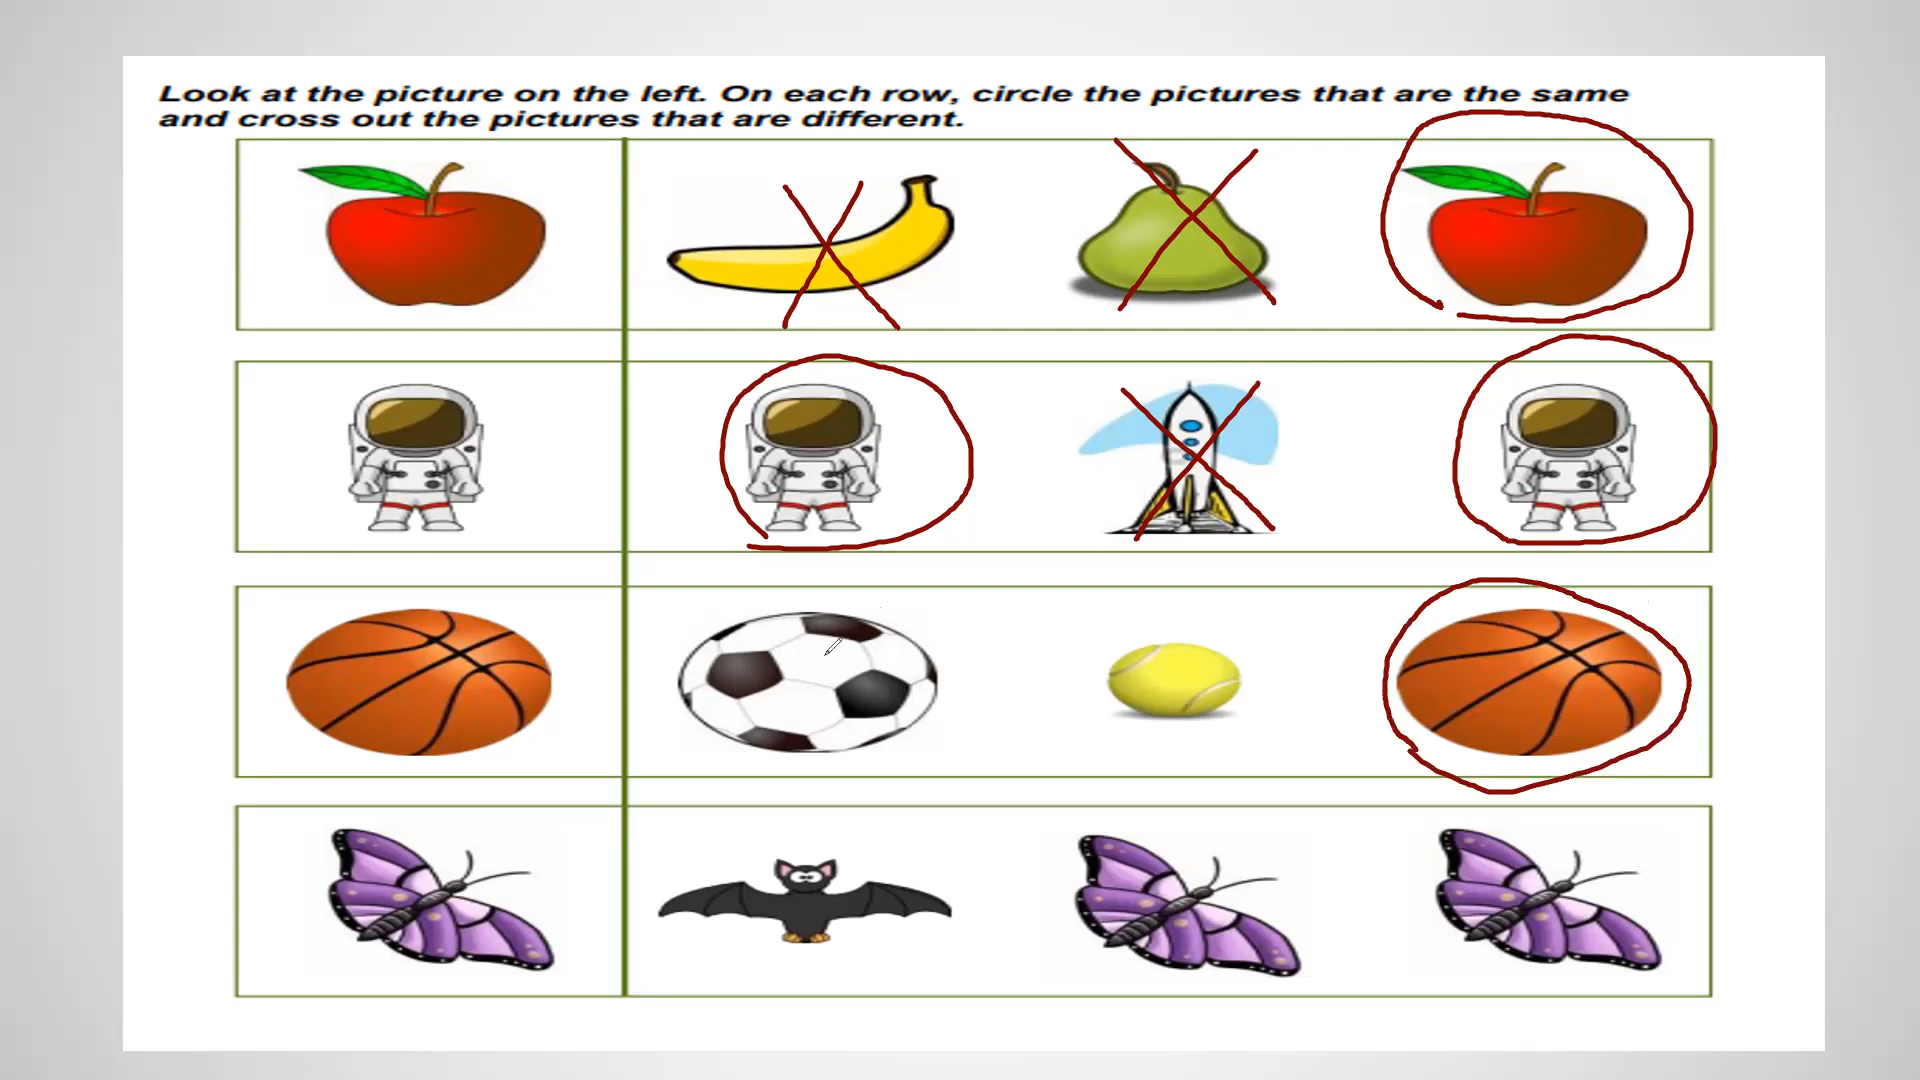 Look at the picture on the left. On each row, circle the pictures that are the same
and cross out the pictures that are different.